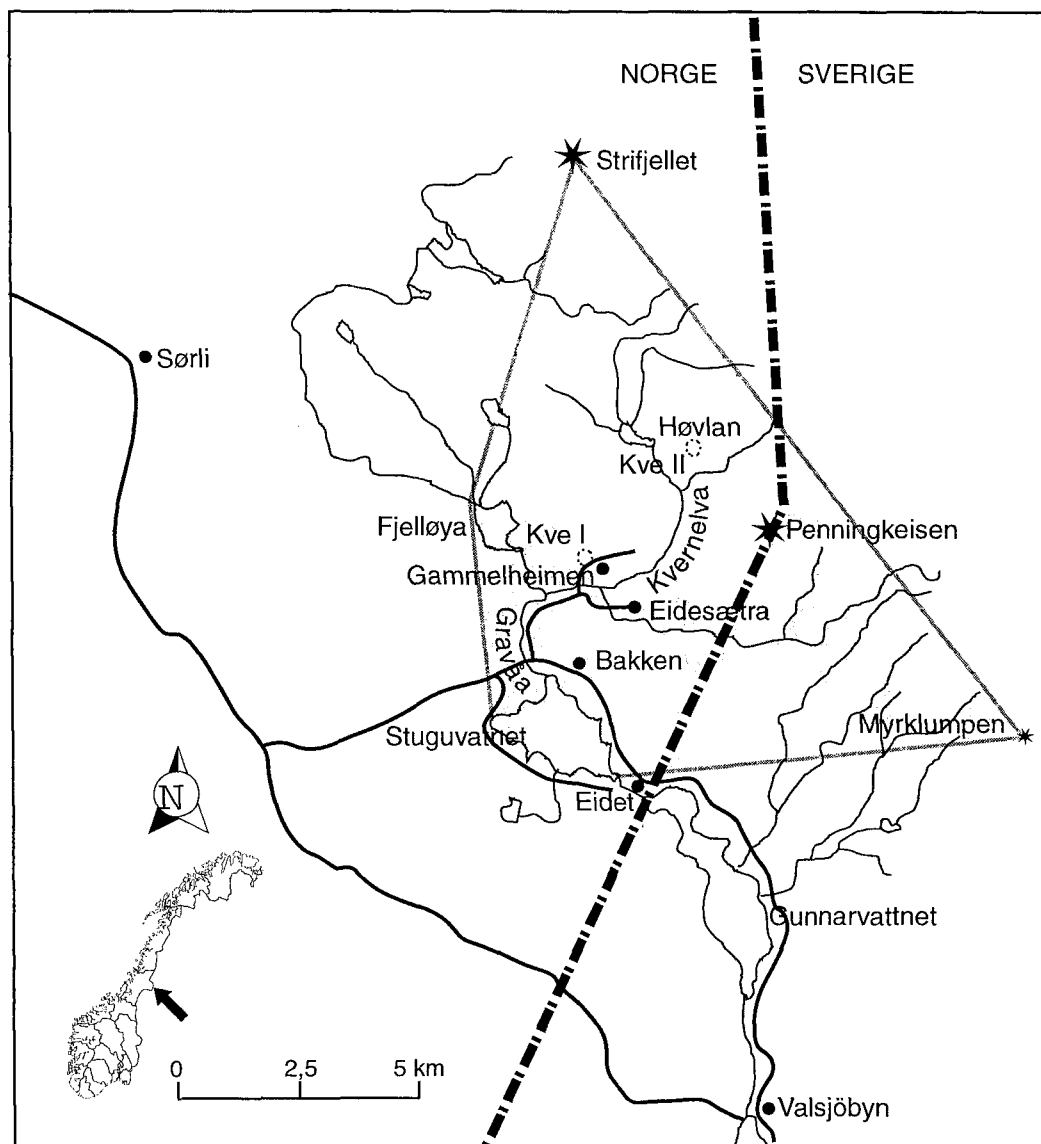 NORGE
SVERIGE
Strifjellet
Sørli
Høvlan
Kve II
Fjelløya
Kve I
Penningkeisen
Gammelheimen
Kvernelva
Eidesætra
Gravåa
Bakken
Myrklumpen
Stuguvatnet
Eidet
N
Gunnarvattnet
0
2,5
5 km
Valsjöbyn